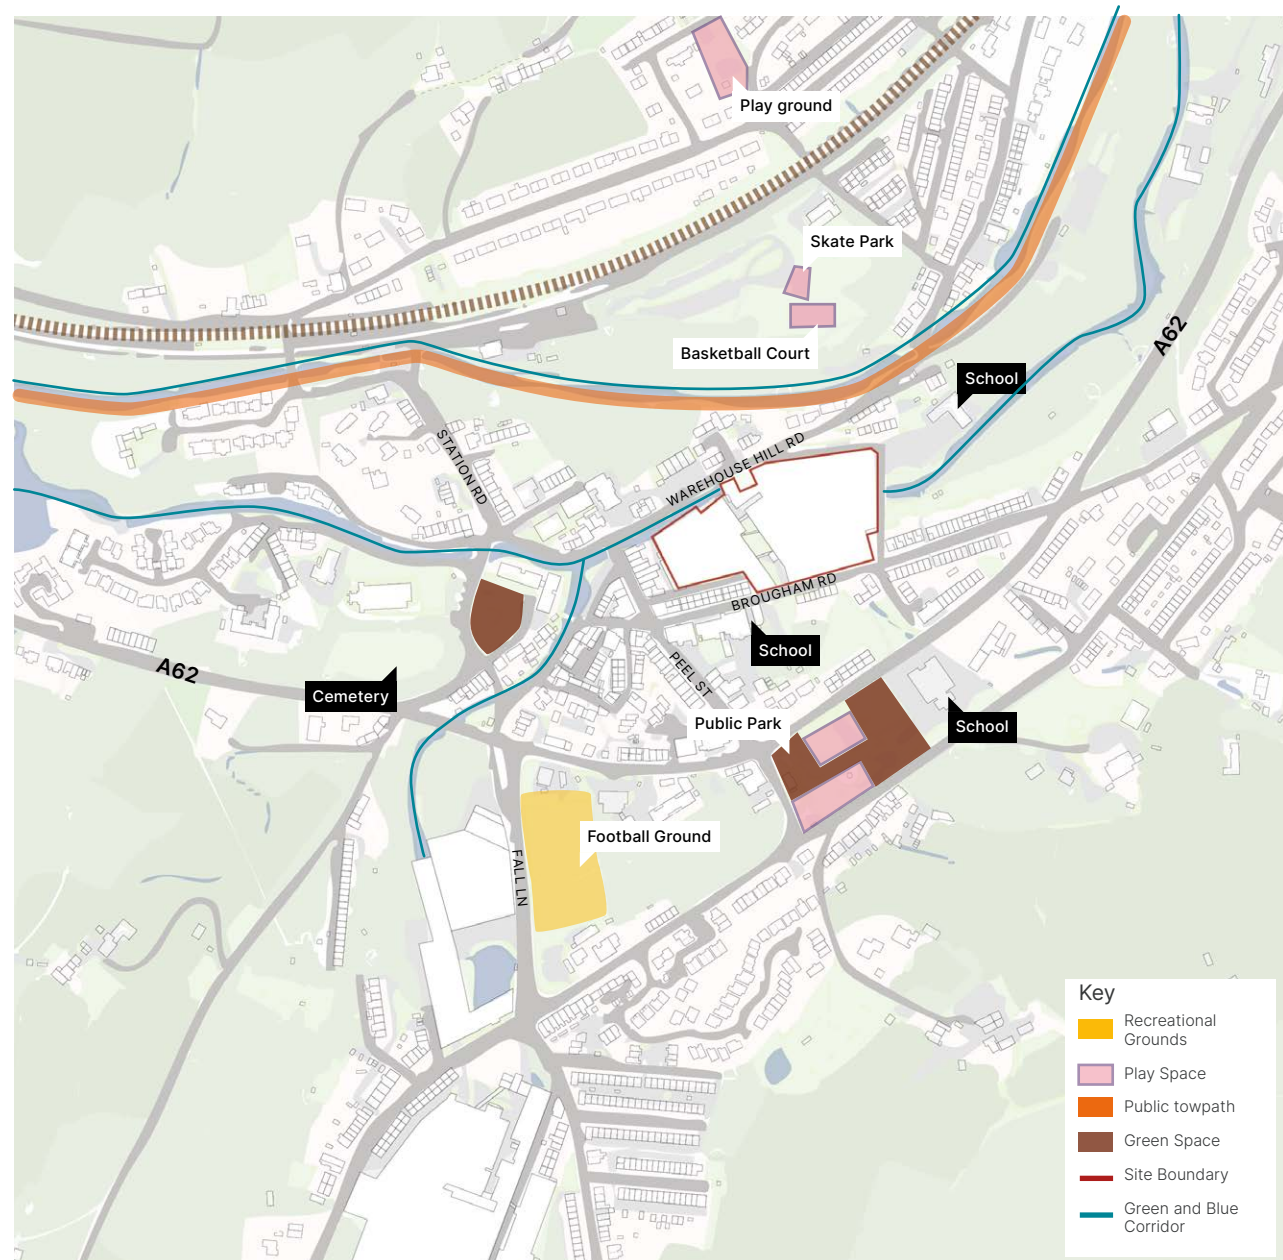 Play ground
Skate Park
Basketball Court
A62
School
STATION RD
WAREHOUSE HILL RD
BROUGHAM RD
School
A62
Cemetery
PEEL ST
Public Park
School
Football Ground
FALL LN
Key
Recreational
Grounds
Play Space
Public towpath
Green Space
Site Boundary
Green and Blue
Corridor